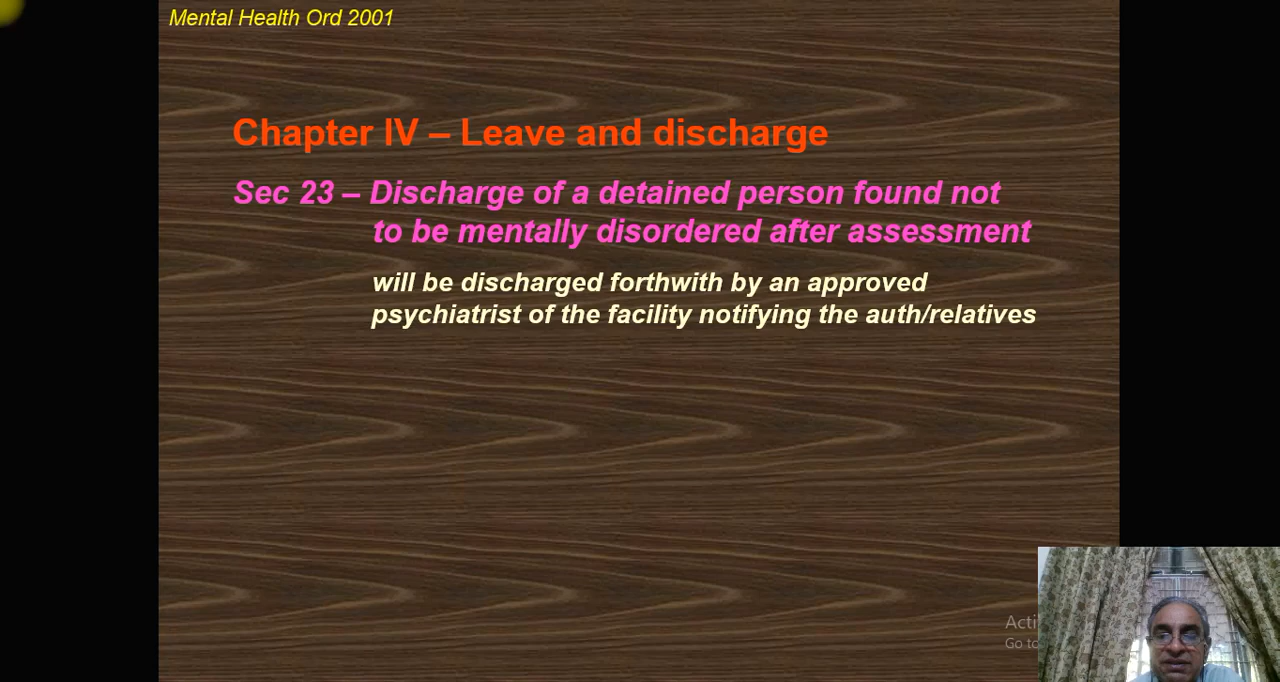 Mental Health Ord 2001
Chapter IV – Leave and discharge
Sec 23 – Discharge of a detained person found not
to be mentally disordered after assessment
will be discharged forthwith by an approved
psychiatrist of the facility notifying the auth/relatives
Go to